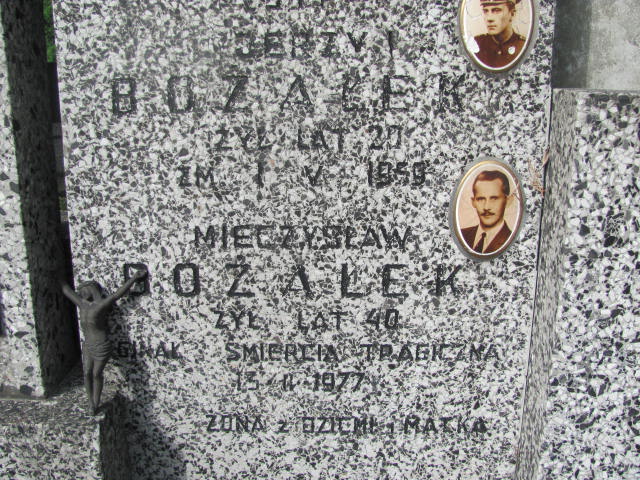 JERZY
BOŻAŁEK
ŻYŁ LAT 20
ZM. 1 V 1959
MIECZYSŁAW
BOŻAŁEK
ŻYŁ LAT 40
ZGINĄŁ ŚMIERCIĄ TRAGICZNĄ
15-II-1977 r.
ŻONA z DZIEĆMI i MATKA